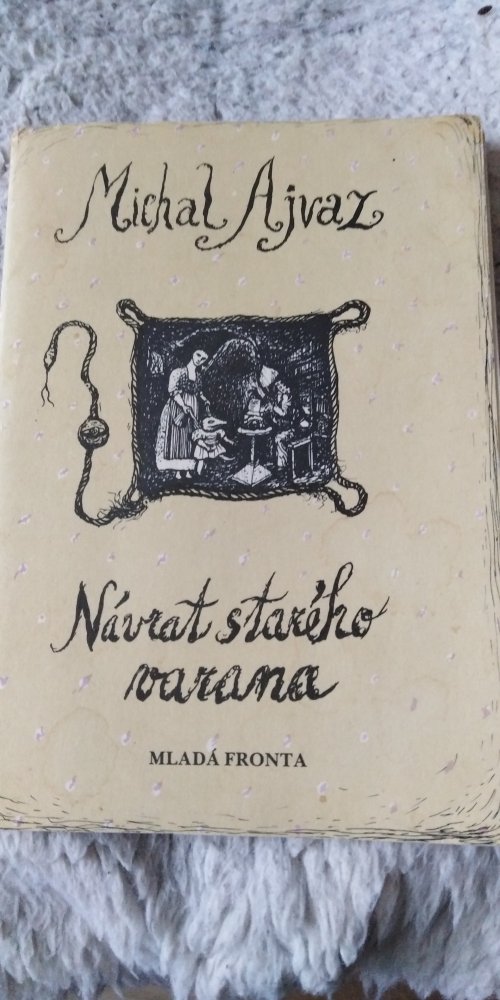 Michal Ajvaz
Návrat starého
varana
MLADÁ FRONTA